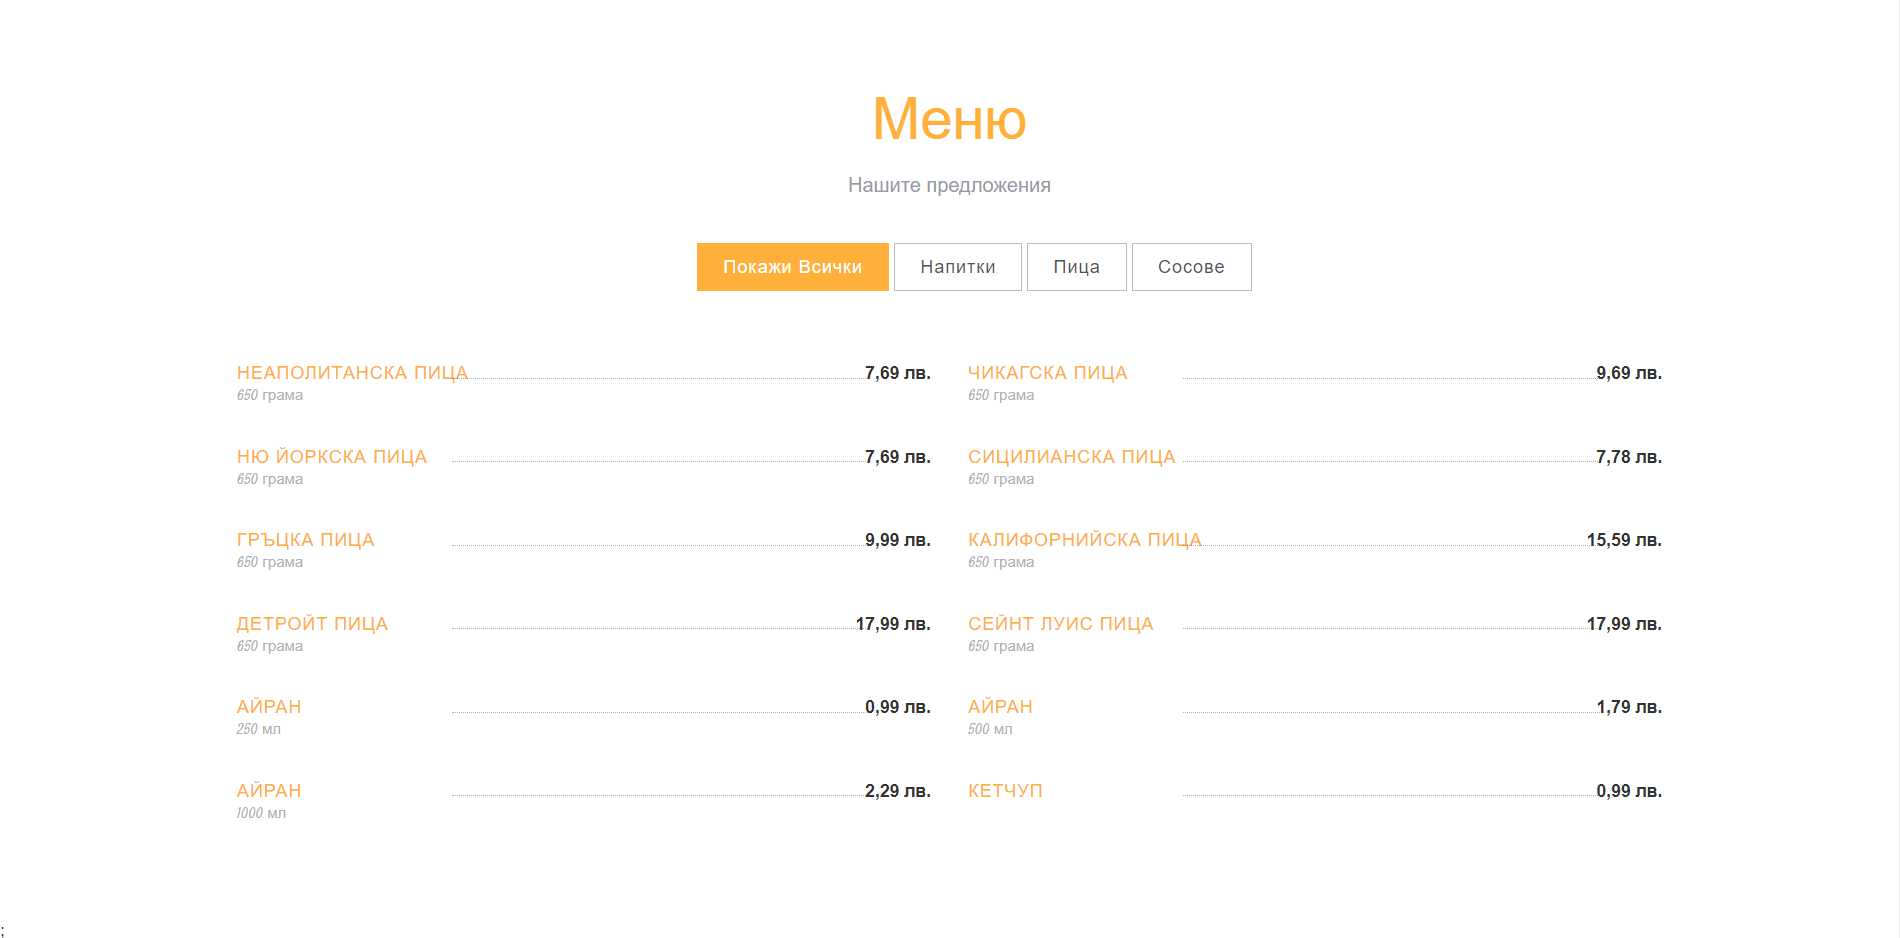 Меню
Нашите предложения
Покажи Всички Напитки Пица Сосове
НЕАПОЛИТАНСКА ПИЦА 7,69 лв.
650 грама
ЧИКАГСКА ПИЦА 9,69 лв.
650 грама
НЮ ЙОРКСКА ПИЦА 7,69 лв.
650 грама
СИЦИЛИАНСКА ПИЦА 7,78 лв.
650 грама
ГРЪЦКА ПИЦА 9,99 лв.
650 грама
КАЛИФОРНИЙСКА ПИЦА 15,59 лв.
650 грама
ДЕТРОЙТ ПИЦА 17,99 лв.
650 грама
СЕЙНТ ЛУИС ПИЦА 17,99 лв.
650 грама
АЙРАН 0,99 лв.
250 мл
АЙРАН 1,79 лв.
500 мл
АЙРАН 2,29 лв.
1000 мл
КЕТЧУП 0,99 лв.
;